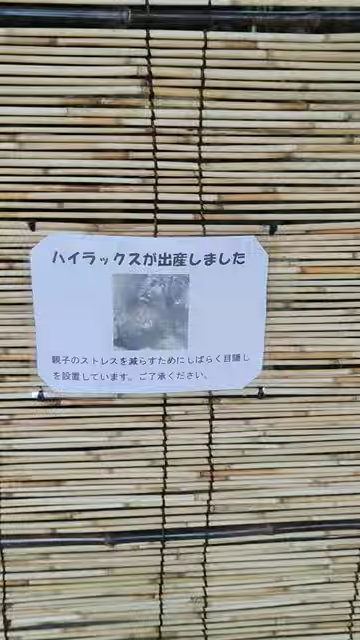 ハイラックスが出産しました
親子のストレスを減らすためにしばらく目隠し
を設置しています。ご了承ください。